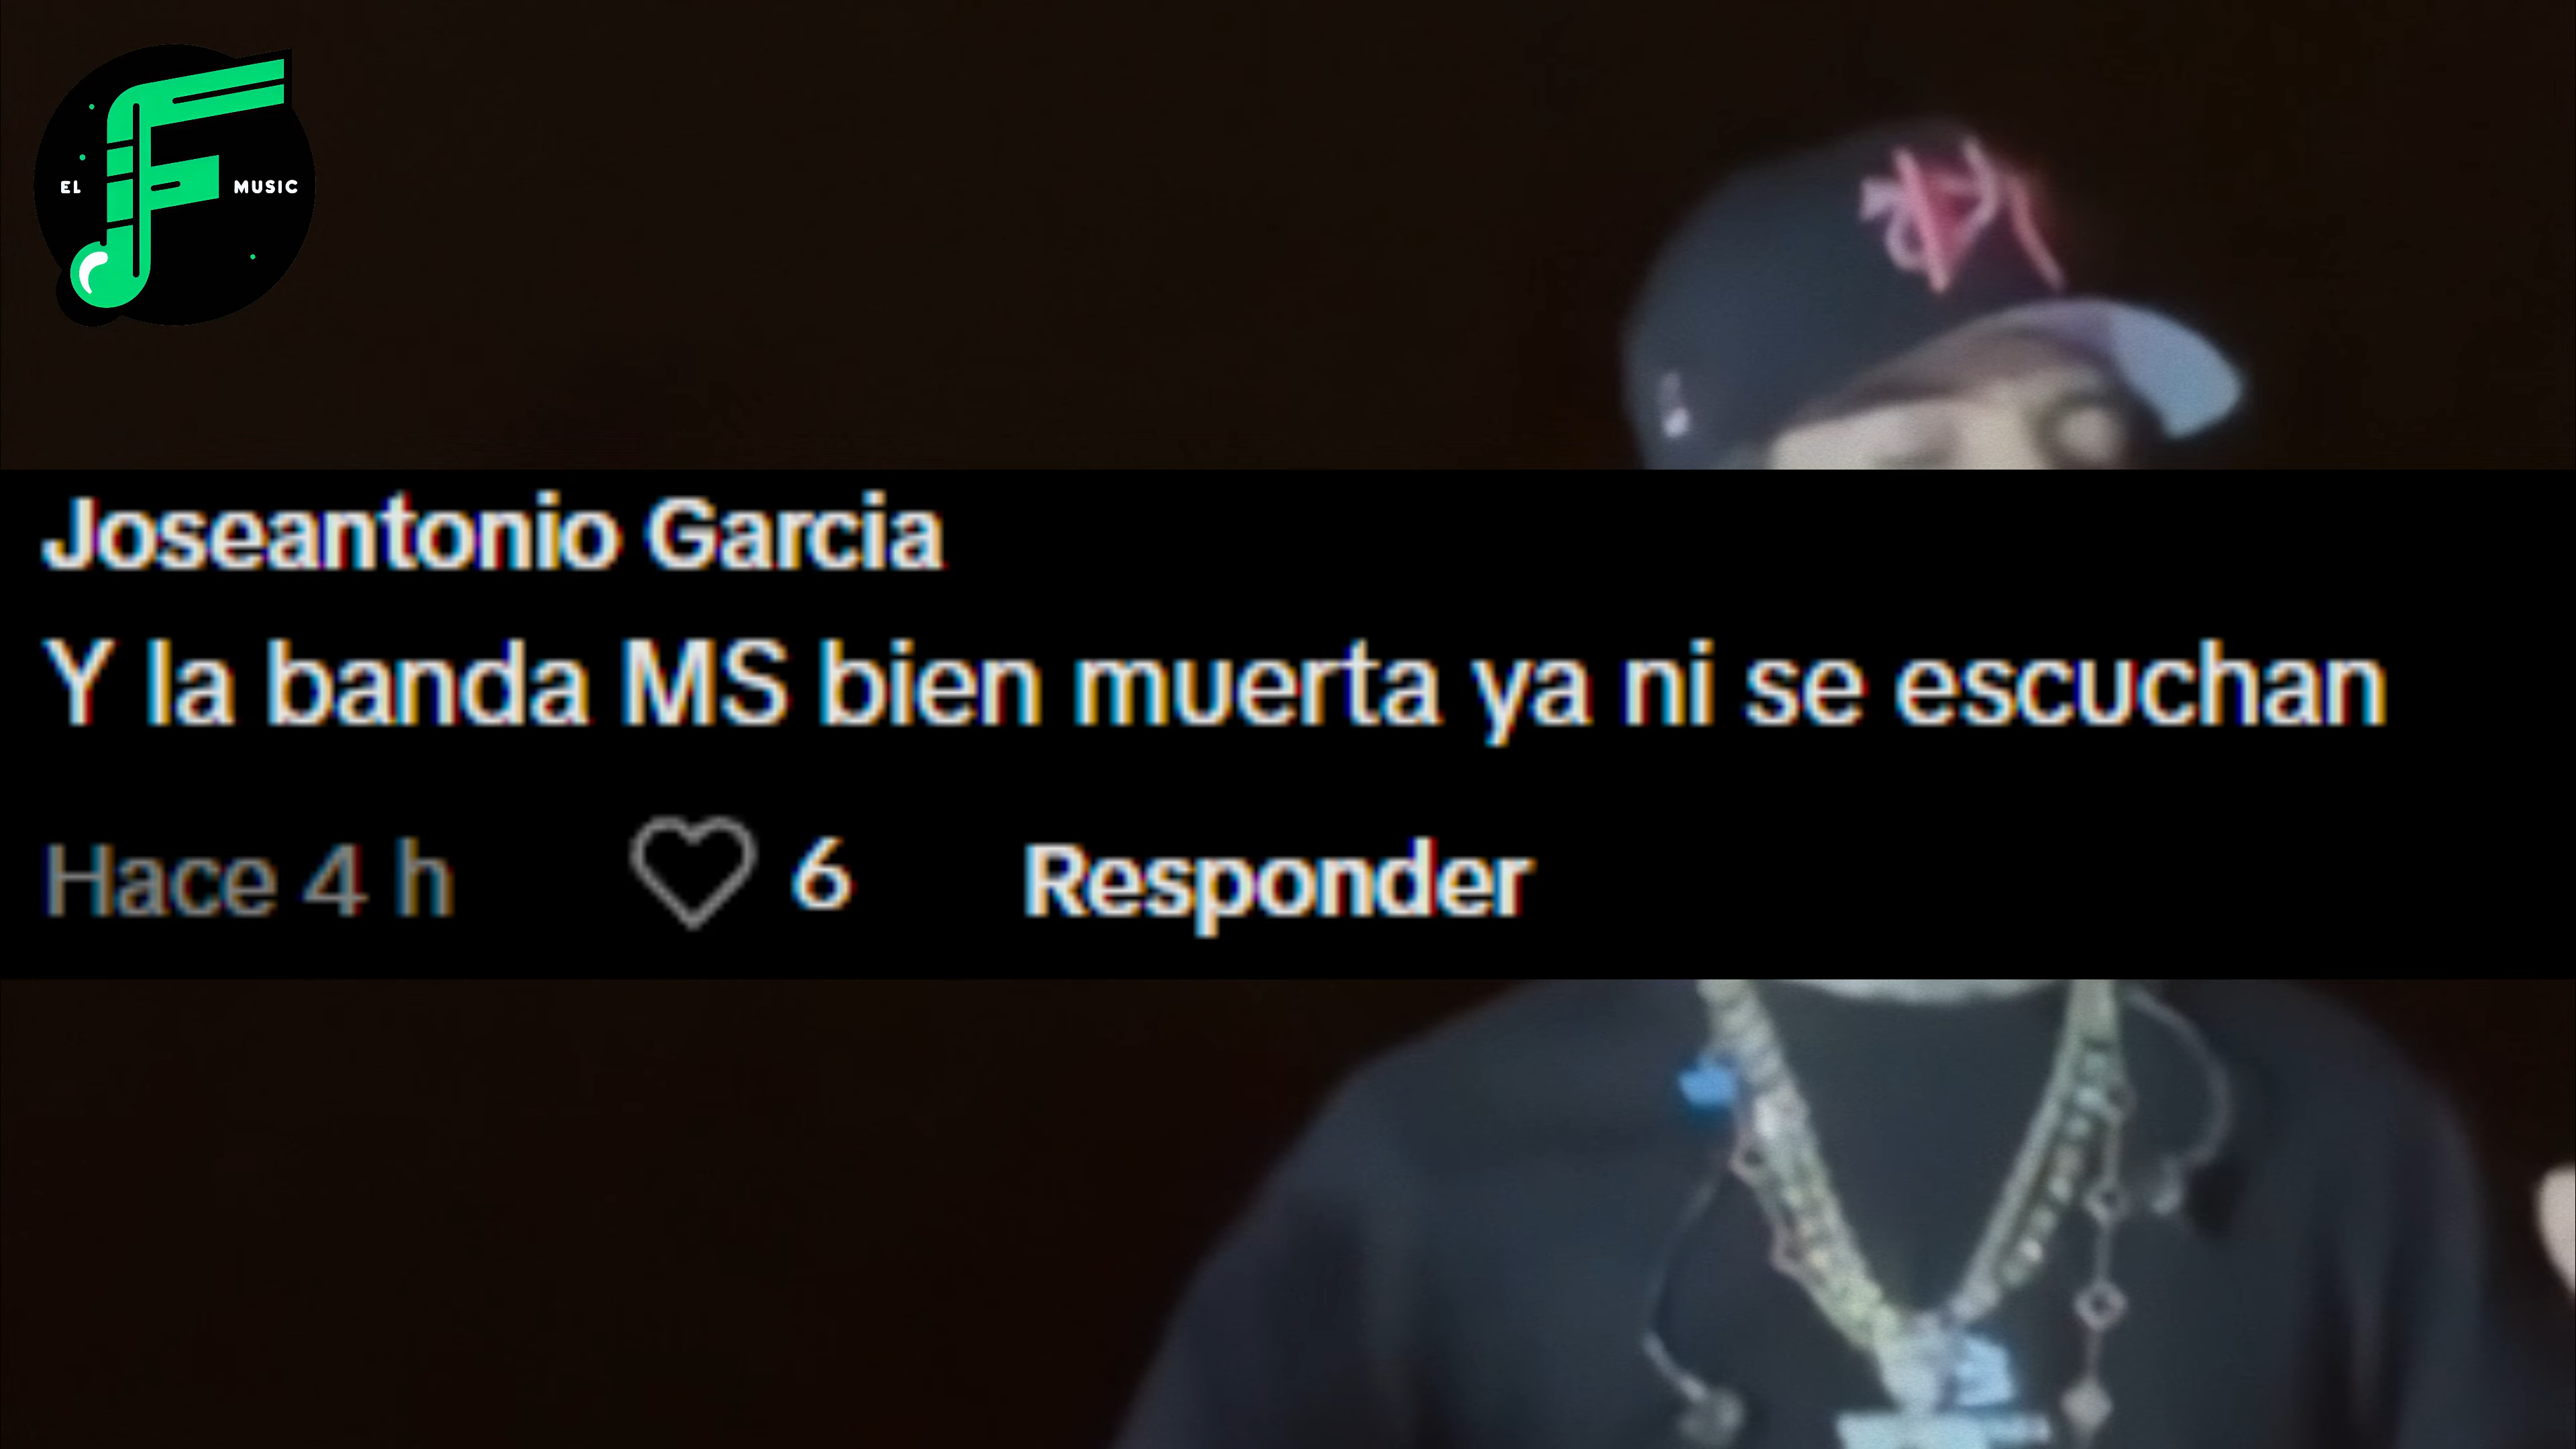 EL MUSIC
Joseantonio Garcia
Y la banda MS bien muerta ya ni se escuchan
Hace 4 h 6 Responder